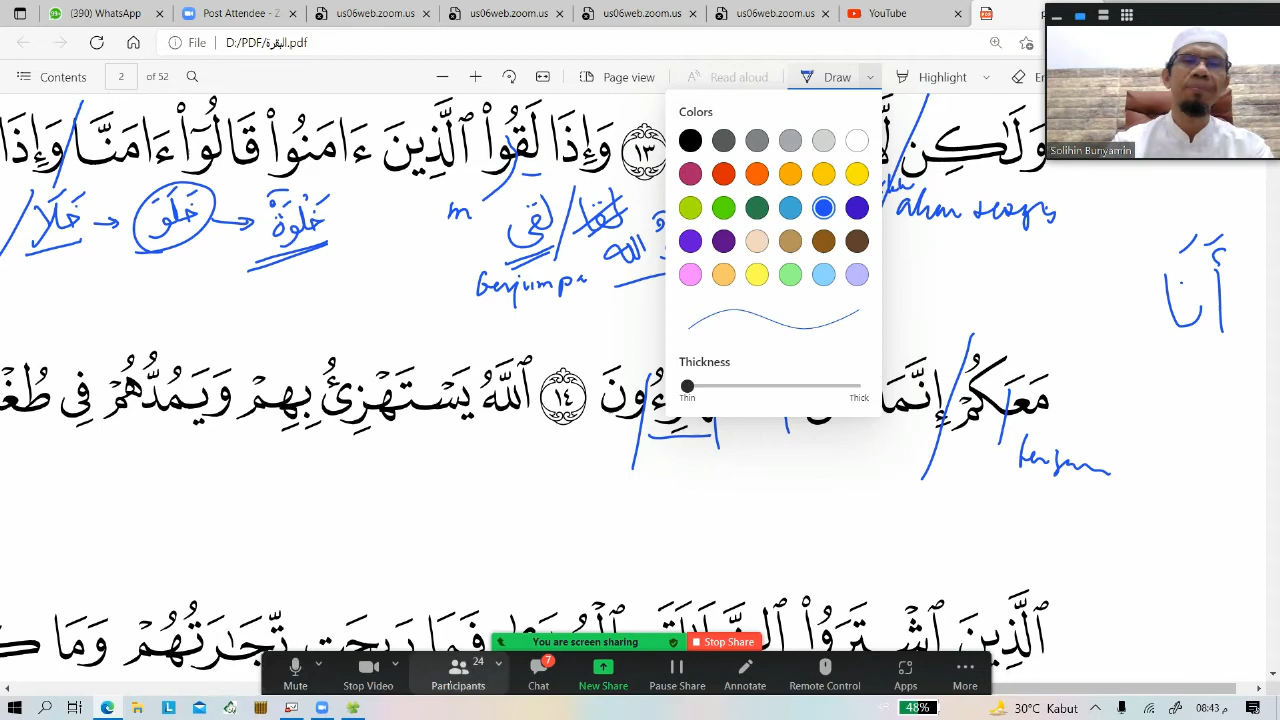 (390) WhatsApp
Post Attendee - Z
us06web.zoom.us
us06web.zoom.us
us06web.zoom.us
YouTube
File
D:/PDF/البقرة.pdf
Contents
2
of 52
Page view
Read aloud
Draw
Highlight
Solihin Bunyamin
Colors
Thickness
Thin
Thick
وَلَٰكِن
١٣ وَإِذَا لَقُوا۟ ٱلَّذِينَ ءَامَنُوا۟ قَالُوٓا۟ ءَامَنَّا وَإِذَا
خَلَا → خَلَوَ → خَلْوَةٌ
m
لقى
الله
berjumpa
أَنَا
مَعَكُمْ إِنَّمَا
ونَ ١٤ ٱللَّهُ يَسْتَهْزِئُ بِهِمْ وَيَمُدُّهُمْ فِى
ٱلَّذِينَ ٱشْتَرَوُا۟
فَمَا رَبِحَت تِّجَٰرَتُهُمْ وَمَا
You are screen sharing
Stop Share
Mute
Stop Video
24
Participants
7
Chat
New Share
Pause Share
Annotate
Remote Control
Apps
More
48%
30°C Kabut
08:43 م